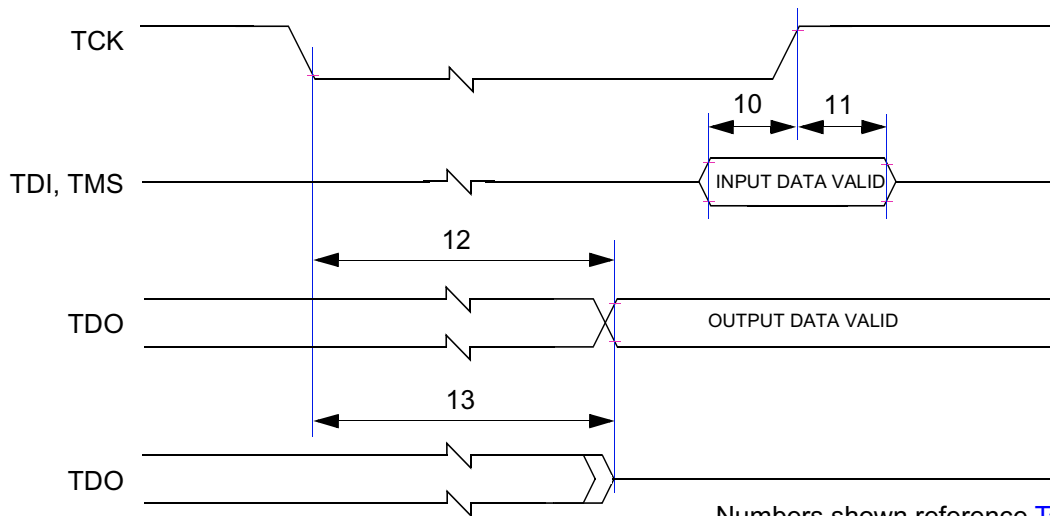 TCK
10 11
TDI, TMS
INPUT DATA VALID
12
TDO
OUTPUT DATA VALID
13
TDO
Numbers shown reference